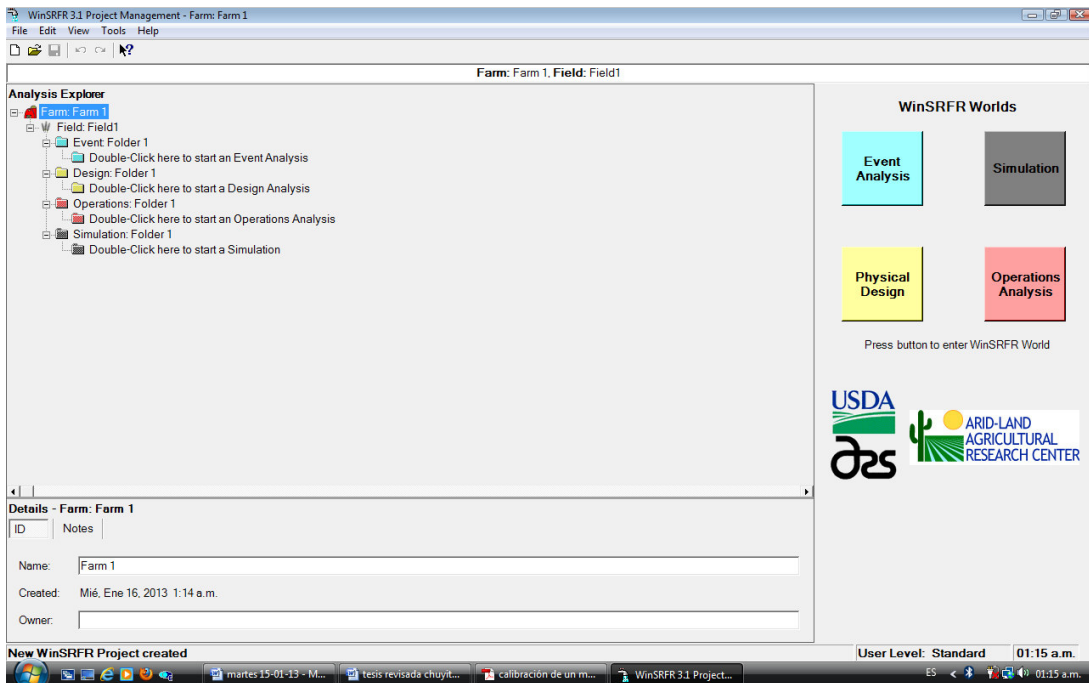 WinSRFR 3.1 Project Management - Farm: Farm 1
File Edit View Tools Help
Farm: Farm 1, Field: Field1
Analysis Explorer
Farm: Farm 1
Field: Field1
Event: Folder 1
Double-Click here to start an Event Analysis
Design: Folder 1
Double-Click here to start a Design Analysis
Operations: Folder 1
Double-Click here to start an Operations Analysis
Simulation: Folder 1
Double-Click here to start a Simulation
WinSRFR Worlds
Event
Analysis
Simulation
Physical
Design
Operations
Analysis
Press button to enter WinSRFR World
USDA
ars
ARID-LAND
AGRICULTURAL
RESEARCH CENTER
Details - Farm: Farm 1
ID Notes
Name: Farm 1
Created: Mié, Ene 16, 2013 1:14 a.m.
Owner:
New WinSRFR Project created User Level: Standard 01:15 a.m.
martes 15-01-13 - M... tesis revisada chuyit... calibración de un m... WinSRFR 3.1 Project... ES 01:15 a.m.